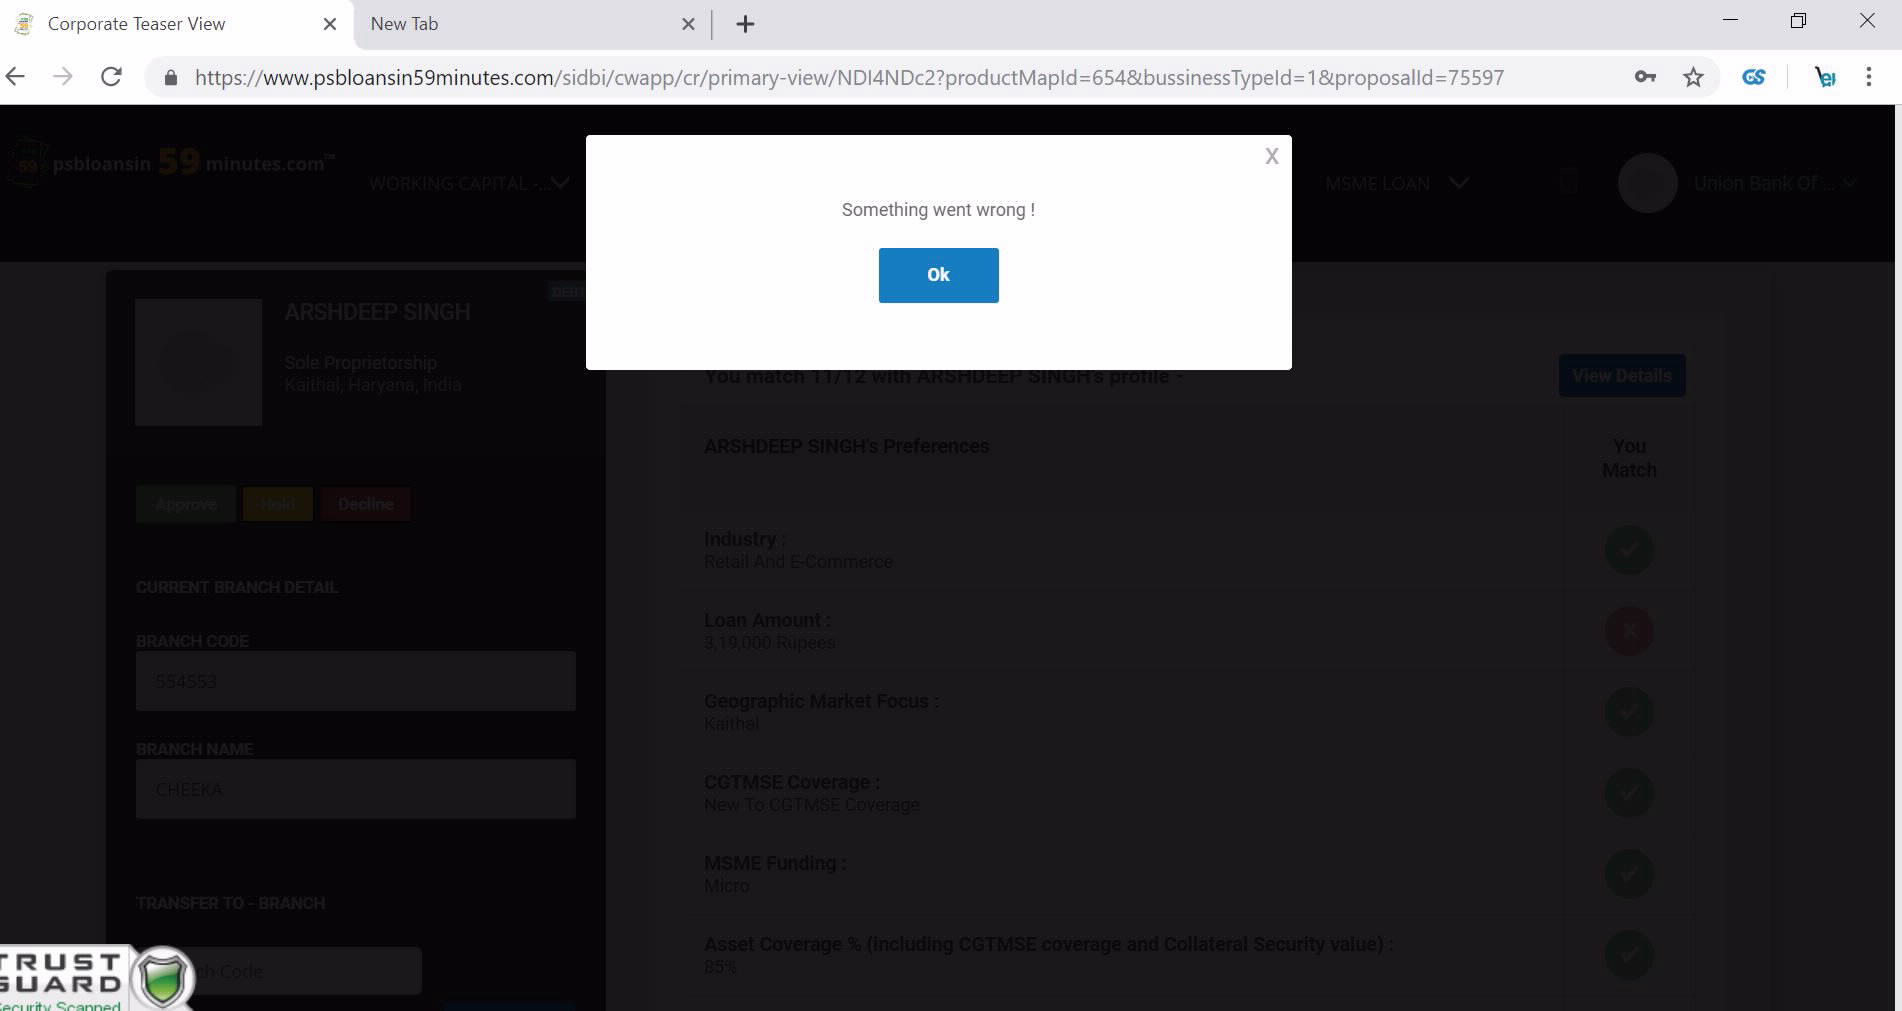 Corporate Teaser View
New Tab
https://www.psbloansin59minutes.com/sidbi/cwapp/cr/primary-view/NDI4NDc2?productMapId=654&bussinessTypeId=1&proposalId=75597
59 psbloansin 59 minutes.com™
WORKING CAPITAL -...
MSME LOAN
Union Bank Of ...
X
Something went wrong !
Ok
DEBT
ARSHDEEP SINGH
Sole Proprietorship
Kaithal, Haryana, India
Approve Hold Decline
CURRENT BRANCH DETAIL
BRANCH CODE
554553
BRANCH NAME
CHEEKA
TRANSFER TO - BRANCH
ch Code
TRUST
GUARD
Security Scanned
You match 11/12 with ARSHDEEP SINGH's profile -
View Details
ARSHDEEP SINGH's Preferences
You
Match
Industry :
Retail And E-Commerce
Loan Amount :
3,19,000 Rupees
Geographic Market Focus :
Kaithal
CGTMSE Coverage :
New To CGTMSE Coverage
MSME Funding :
Micro
Asset Coverage % (including CGTMSE coverage and Collateral Security value) :
85%